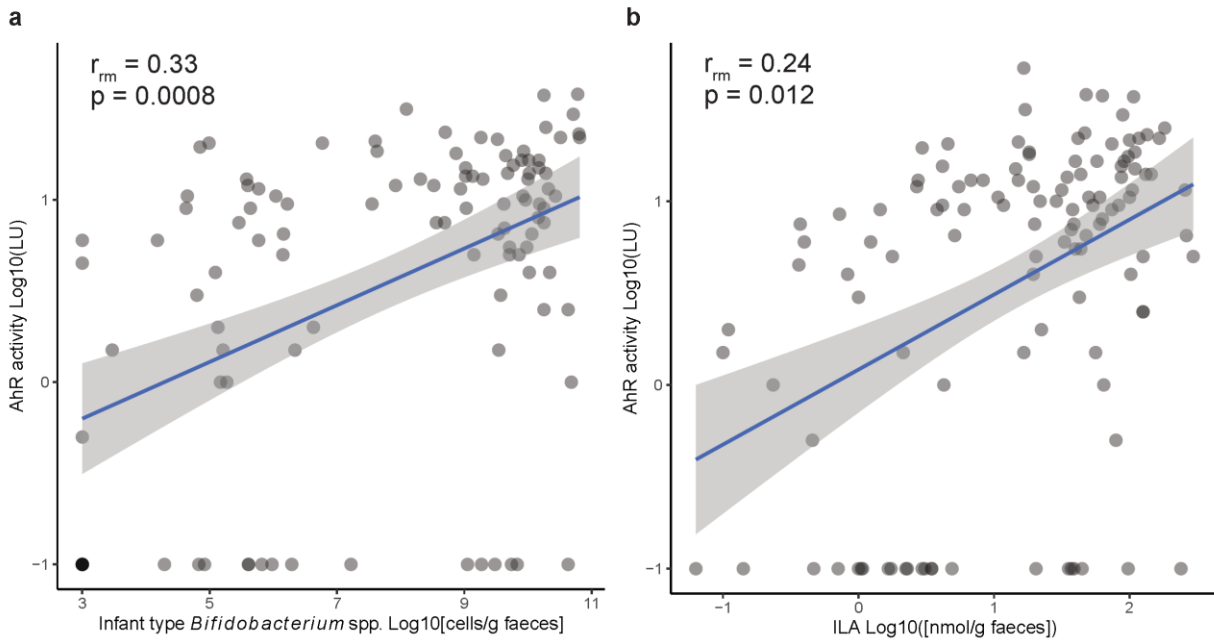 a
r_rm = 0.33
p = 0.0008
AhR activity Log10(LU)
1
0
−1
3 5 7 9 11
Infant type Bifidobacterium spp. Log10[cells/g faeces]
b
r_rm = 0.24
p = 0.012
AhR activity Log10(LU)
1
0
−1
−1 0 1 2
ILA Log10([nmol/g faeces])